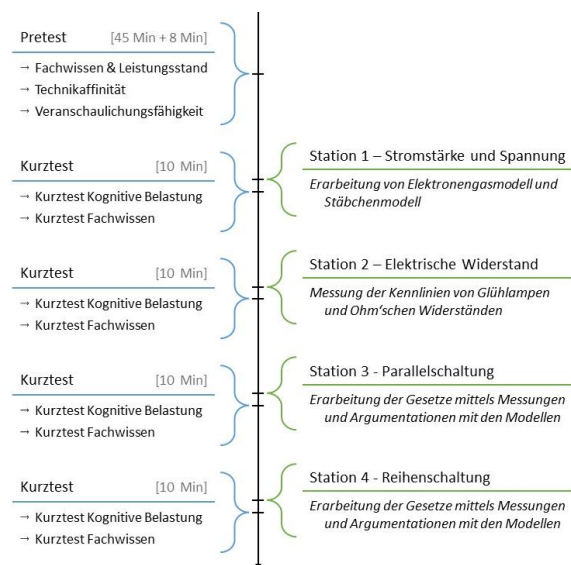 Pretest [45 Min + 8 Min]
→ Fachwissen & Leistungsstand
→ Technikaffinität
→ Veranschaulichungsfähigkeit
Station 1 – Stromstärke und Spannung
Erarbeitung von Elektronengasmodell und
Stäbchenmodell
Kurztest [10 Min]
→ Kurztest Kognitive Belastung
→ Kurztest Fachwissen
Station 2 – Elektrische Widerstand
Messung der Kennlinien von Glühlampen
und Ohm'schen Widerständen
Kurztest [10 Min]
→ Kurztest Kognitive Belastung
→ Kurztest Fachwissen
Station 3 - Parallelschaltung
Erarbeitung der Gesetze mittels Messungen
und Argumentationen mit den Modellen
Kurztest [10 Min]
→ Kurztest Kognitive Belastung
→ Kurztest Fachwissen
Station 4 - Reihenschaltung
Erarbeitung der Gesetze mittels Messungen
und Argumentationen mit den Modellen
Kurztest [10 Min]
→ Kurztest Kognitive Belastung
→ Kurztest Fachwissen